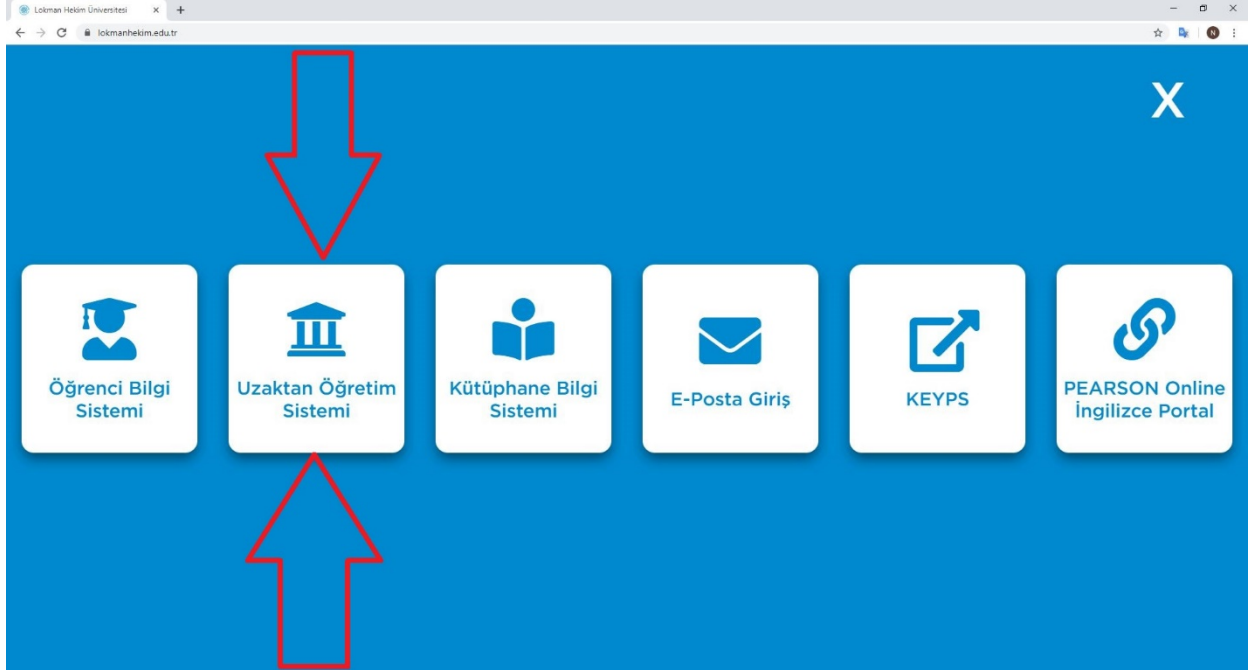 Lokman Hekim Üniversitesi
lokmanhekim.edu.tr
N
X
Öğrenci Bilgi
Sistemi
Uzaktan Öğretim
Sistemi
Kütüphane Bilgi
Sistemi
E-Posta Giriş
KEYPS
PEARSON Online
İngilizce Portal